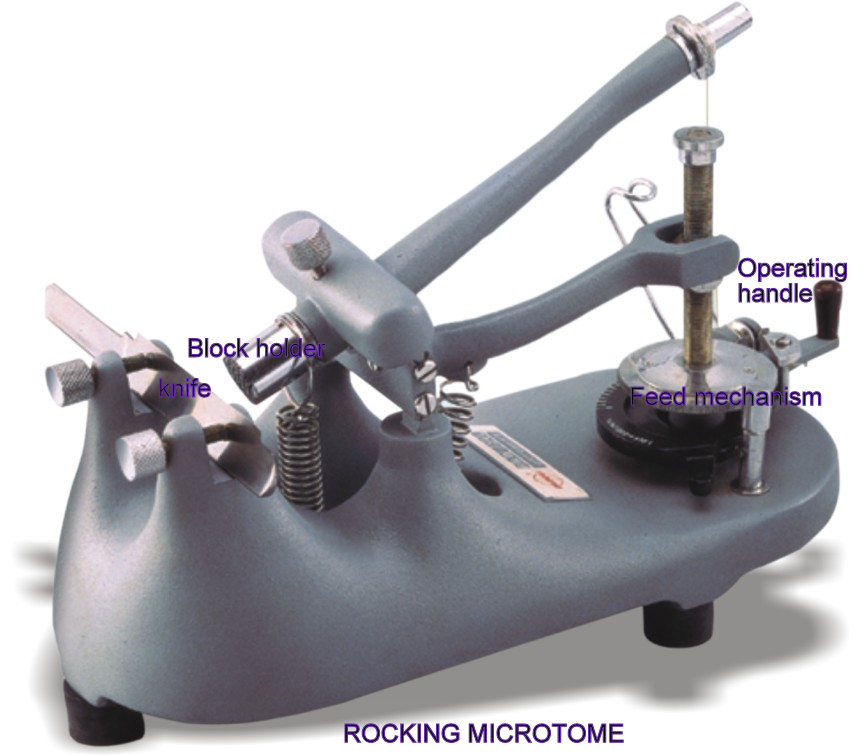 Operating
handle
Block holder
knife
Feed mechanism
ROCKING MICROTOME